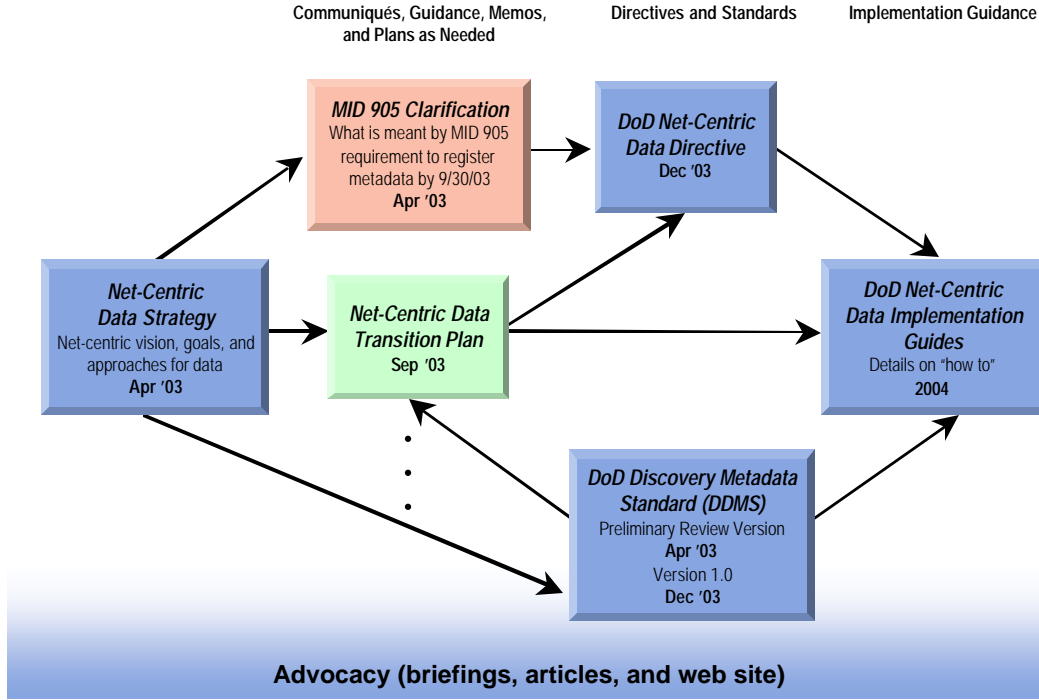 Communiqués, Guidance, Memos,
and Plans as Needed
Directives and Standards
Implementation Guidance
MID 905 Clarification
What is meant by MID 905
requirement to register
metadata by 9/30/03
Apr '03
DoD Net-Centric
Data Directive
Dec '03
Net-Centric
Data Strategy
Net-centric vision, goals, and
approaches for data
Apr '03
Net-Centric Data
Transition Plan
Sep '03
DoD Net-Centric
Data Implementation
Guides
Details on "how to"
2004
DoD Discovery Metadata
Standard (DDMS)
Preliminary Review Version
Apr '03
Version 1.0
Dec '03
Advocacy (briefings, articles, and web site)